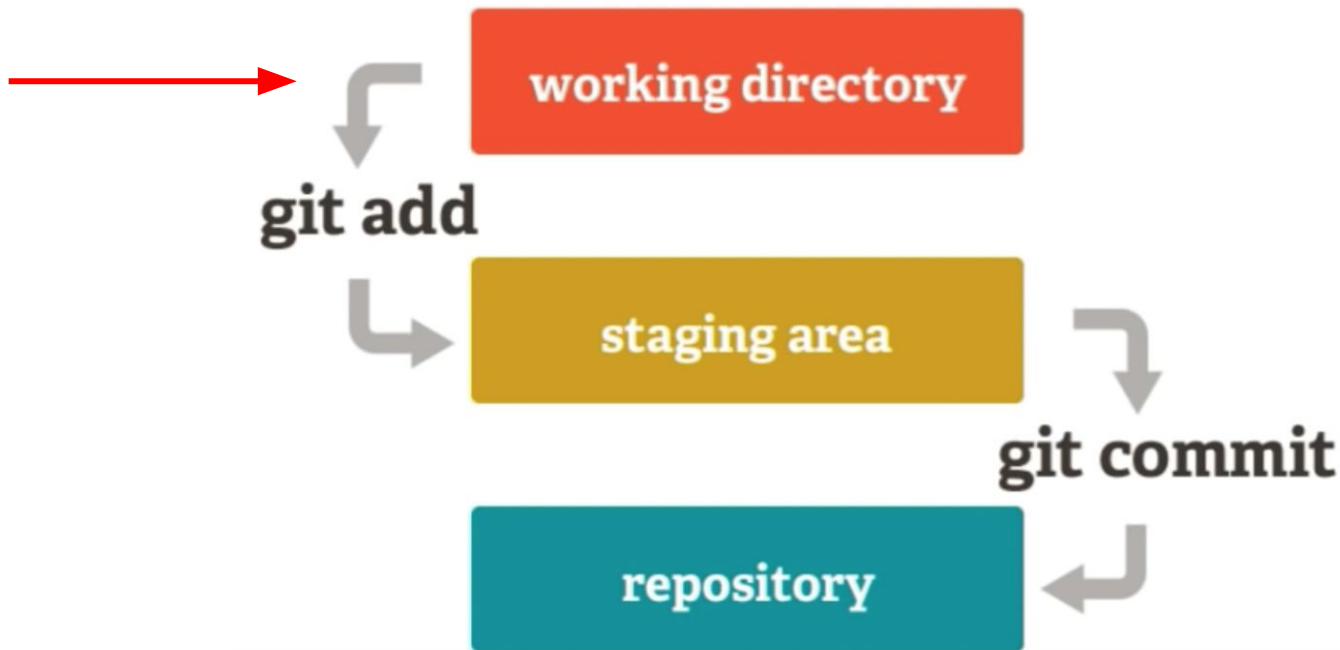 working directory
git add
staging area
git commit
repository